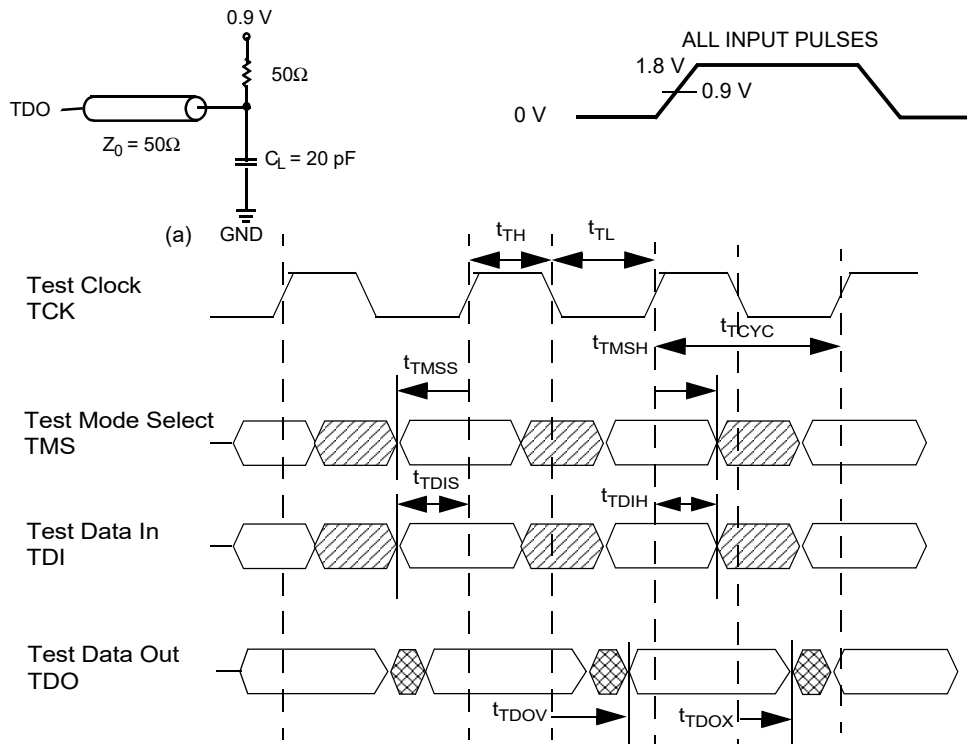 0.9 V
50Ω
TDO
Z0 = 50Ω
CL = 20 pF
(a)
GND
ALL INPUT PULSES
1.8 V
0.9 V
0 V
tTH
tTL
Test Clock
TCK
tTCYC
tTMSH
tTMSS
Test Mode Select
TMS
tTDIS
tTDIH
Test Data In
TDI
Test Data Out
TDO
tTDOV
tTDOX